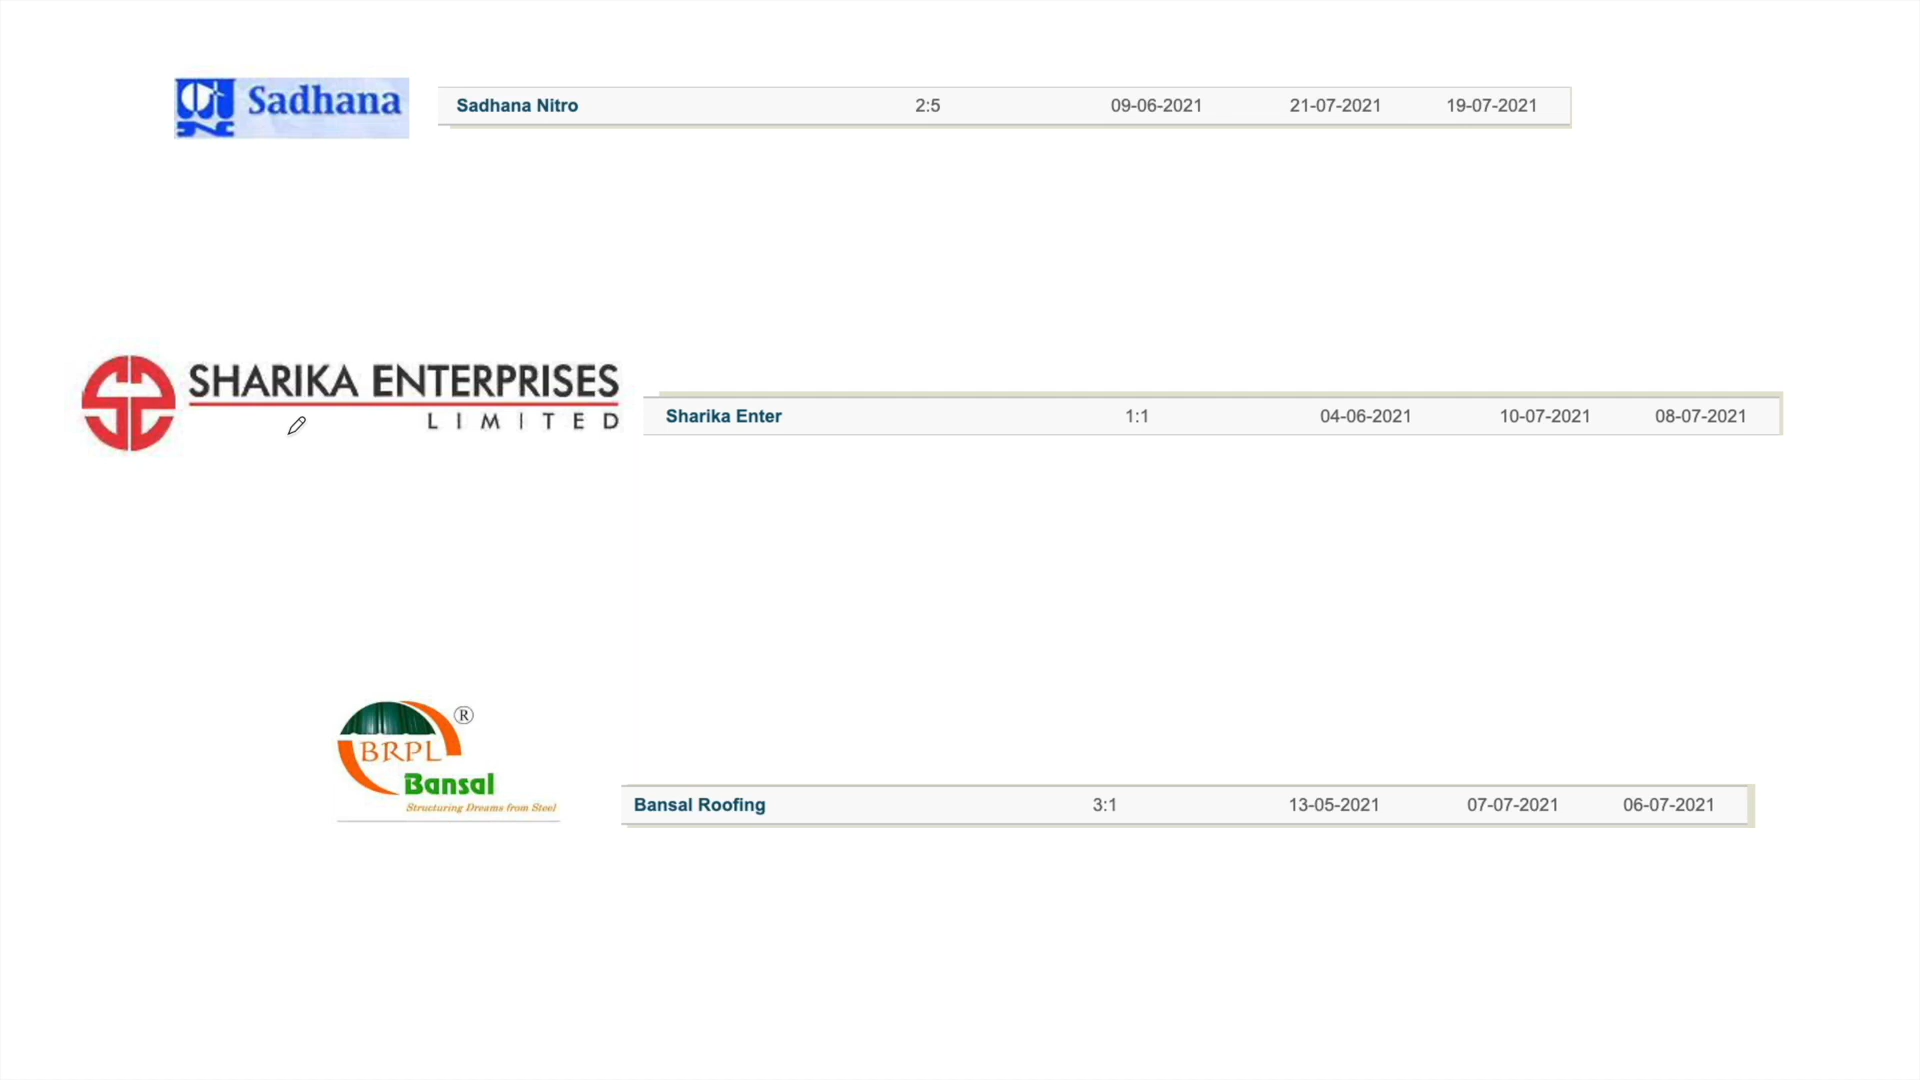 Sadhana
Sadhana Nitro 2:5 09-06-2021 21-07-2021 19-07-2021
SHARIKA ENTERPRISES
LIMITED
Sharika Enter 1:1 04-06-2021 10-07-2021 08-07-2021
®
BRPL
Bansal
Structuring Dreams from Steel
Bansal Roofing 3:1 13-05-2021 07-07-2021 06-07-2021